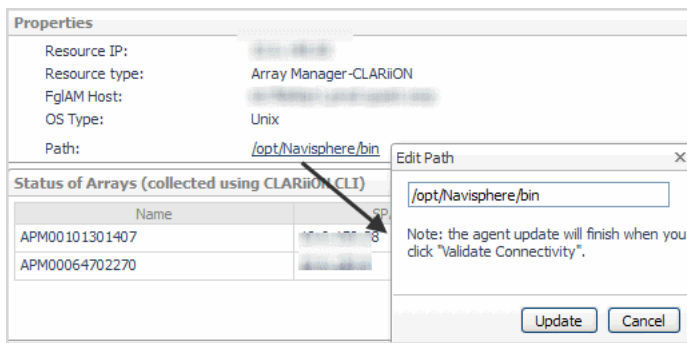 Properties
Resource IP:
Resource type: Array Manager-CLARiiON
FglAM Host:
OS Type: Unix
Path: /opt/Navisphere/bin
Status of Arrays (collected using CLARiiON CLI)
Name
APM00101301407
APM00064702270
Edit Path
/opt/Navisphere/bin
Note: the agent update will finish when you
click "Validate Connectivity".
Update Cancel